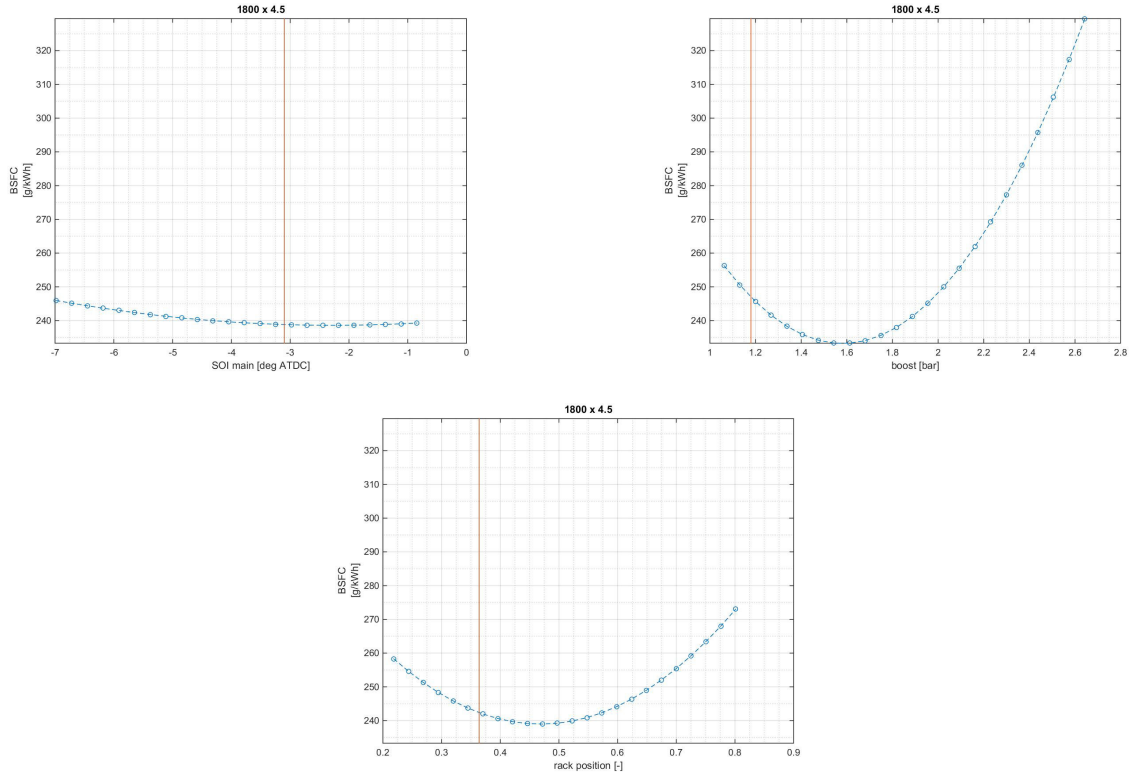 1800 x 4.5
320
310
300
290
280
270
260
250
240
BSFC
[g/kWh]
-7 -6 -5 -4 -3 -2 -1 0
SOI main [deg ATDC]
1800 x 4.5
320
310
300
290
280
270
260
250
240
BSFC
[g/kWh]
1 1.2 1.4 1.6 1.8 2 2.2 2.4 2.6 2.8
boost [bar]
1800 x 4.5
320
310
300
290
280
270
260
250
240
BSFC
[g/kWh]
0.2 0.3 0.4 0.5 0.6 0.7 0.8 0.9
rack position [-]